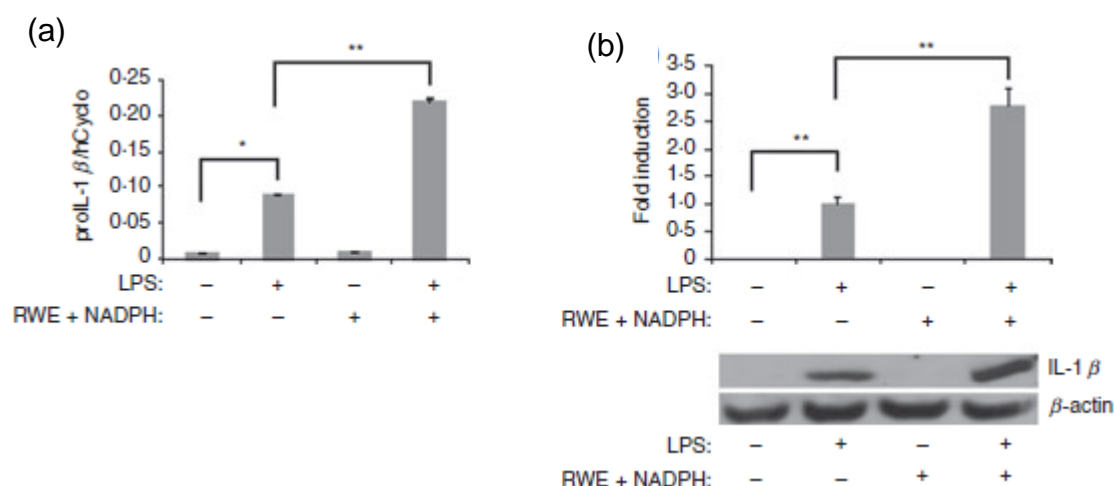 (a)
**
proIL-1 β/hCyclo
0·25
0·20
0·15
0·10
0·05
0
*
LPS: – + – +
RWE + NADPH: – – + +
(b)
**
Fold induction
3·5
3·0
2·5
2·0
1·5
1·0
0·5
0
**
LPS: – + – +
RWE + NADPH: – – + +
IL-1 β
β-actin
LPS: – + – +
RWE + NADPH: – – + +